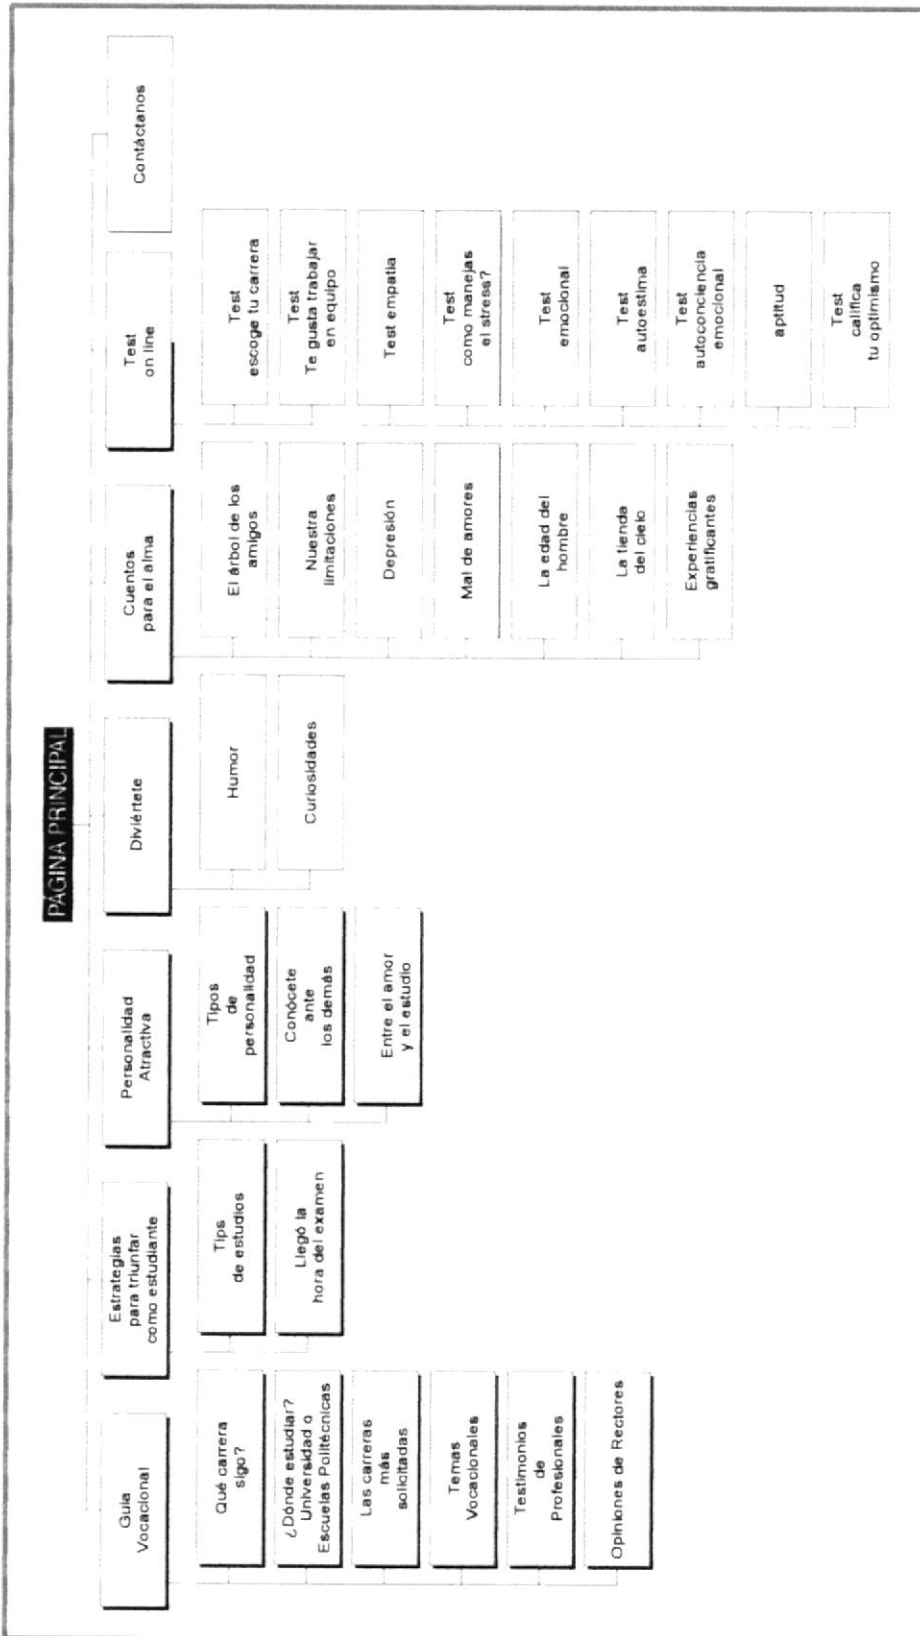 PÁGINA PRINCIPAL
Guia
Vocacional
Estrategias
para triunfar
como estudiante
Personalidad
Atractiva
Diviértete
Cuentos
para el alma
Test
on line
Contáctanos
Qué carrera
sigo?
¿Dónde estudiar?
Universidad o
Escuelas Politécnicas
Las carreras
más
solicitadas
Temas
Vocacionales
Testimonios
de
Profesionales
Opiniones de Rectores
Tips
de estudios
Llegó la
hora del examen
Tipos
de
personalidad
Conócete
ante
los demás
Entre el amor
y el estudio
Humor
Curiosidades
El árbol de los
amigos
Nuestra
limitaciones
Depresión
Mal de amores
La edad del
hombre
La tienda
del cielo
Experiencias
gratificantes
Test
escoge tu carrera
Test
Te gusta trabajar
en equipo
Test empatia
Test
como manejas
el stress?
Test
emocional
Test
autoestima
Test
autoconciencia
emocional
aptitud
Test
califica
tu optimismo